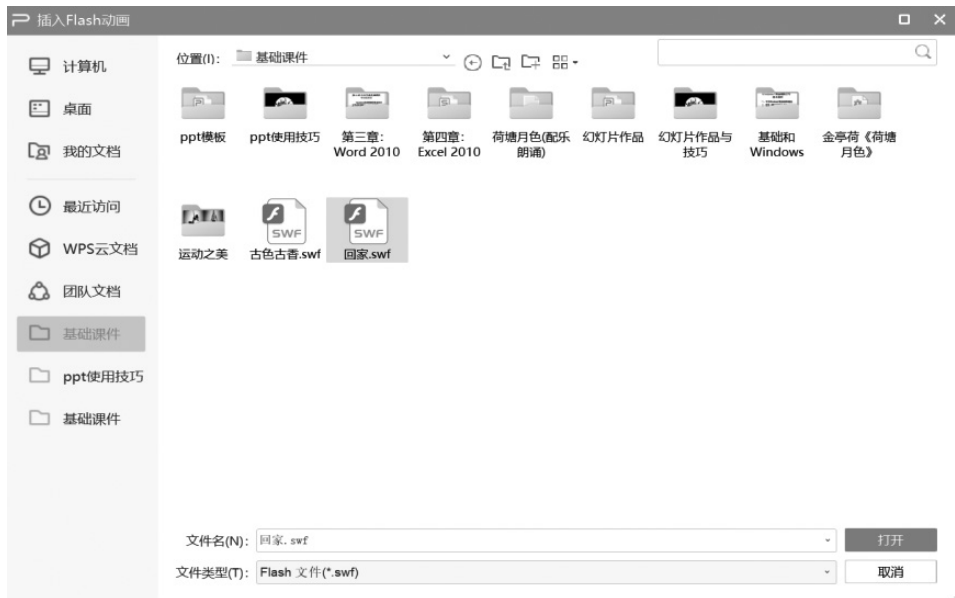 插入Flash动画
计算机
桌面
我的文档
最近访问
WPS云文档
团队文档
基础课件
ppt使用技巧
基础课件
位置(I): 基础课件
ppt模板
ppt使用技巧
第三章:
Word 2010
第四章:
Excel 2010
荷塘月色(配乐
朗诵)
幻灯片作品
幻灯片作品与
技巧
基础和
Windows
金亭荷《荷塘
月色》
运动之美
SWF
古色古香.swf
SWF
回家.swf
文件名(N): 回家.swf
打开
文件类型(T): Flash 文件(*.swf)
取消